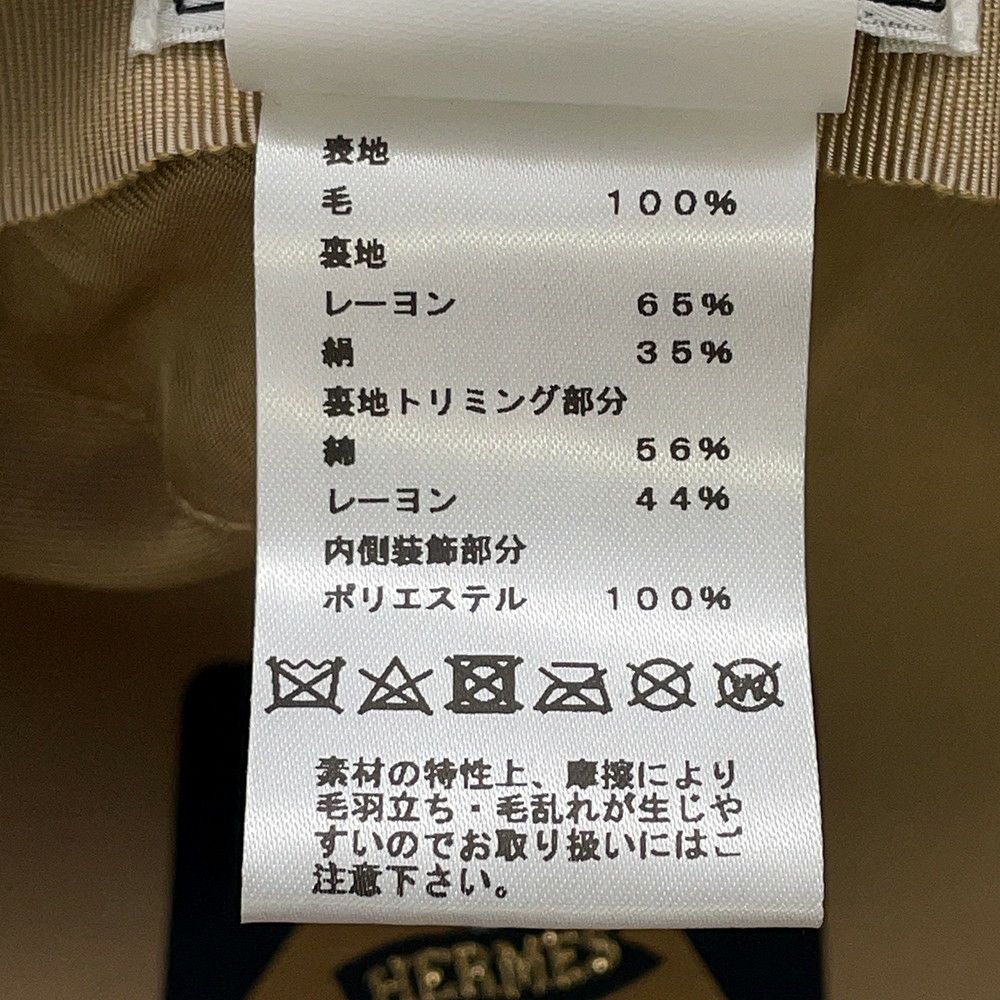 表地
毛 100%
裏地
レーヨン 65%
絹 35%
裏地トリミング部分
綿 56%
レーヨン 44%
内側装飾部分
ポリエステル 100%
素材の特性上、摩擦により
毛羽立ち・毛乱れが生じや
すいのでお取り扱いにはご
注意下さい。
HERMES